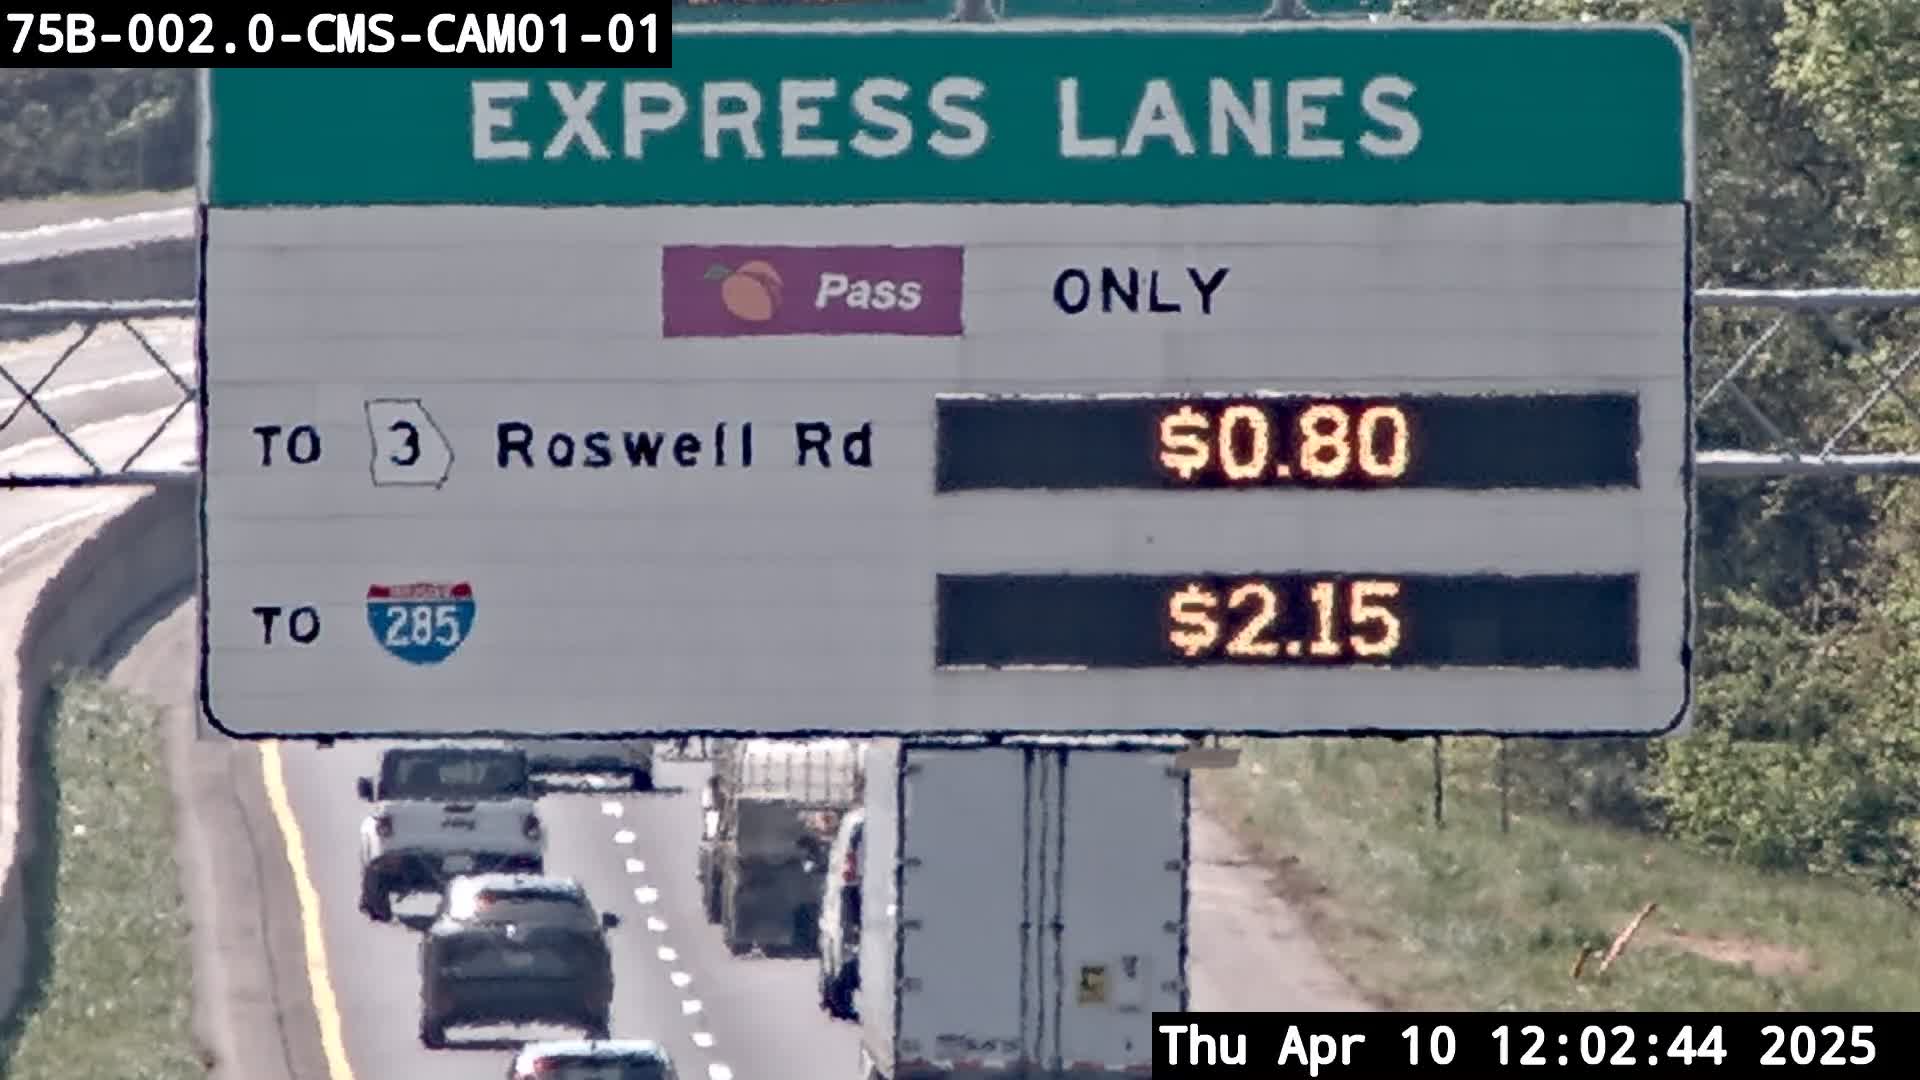 75B-002.0-CMS-CAM01-01
EXPRESS LANES
Pass ONLY
TO 3 Roswell Rd $0.80
TO 285 $2.15
Thu Apr 10 12:02:44 2025